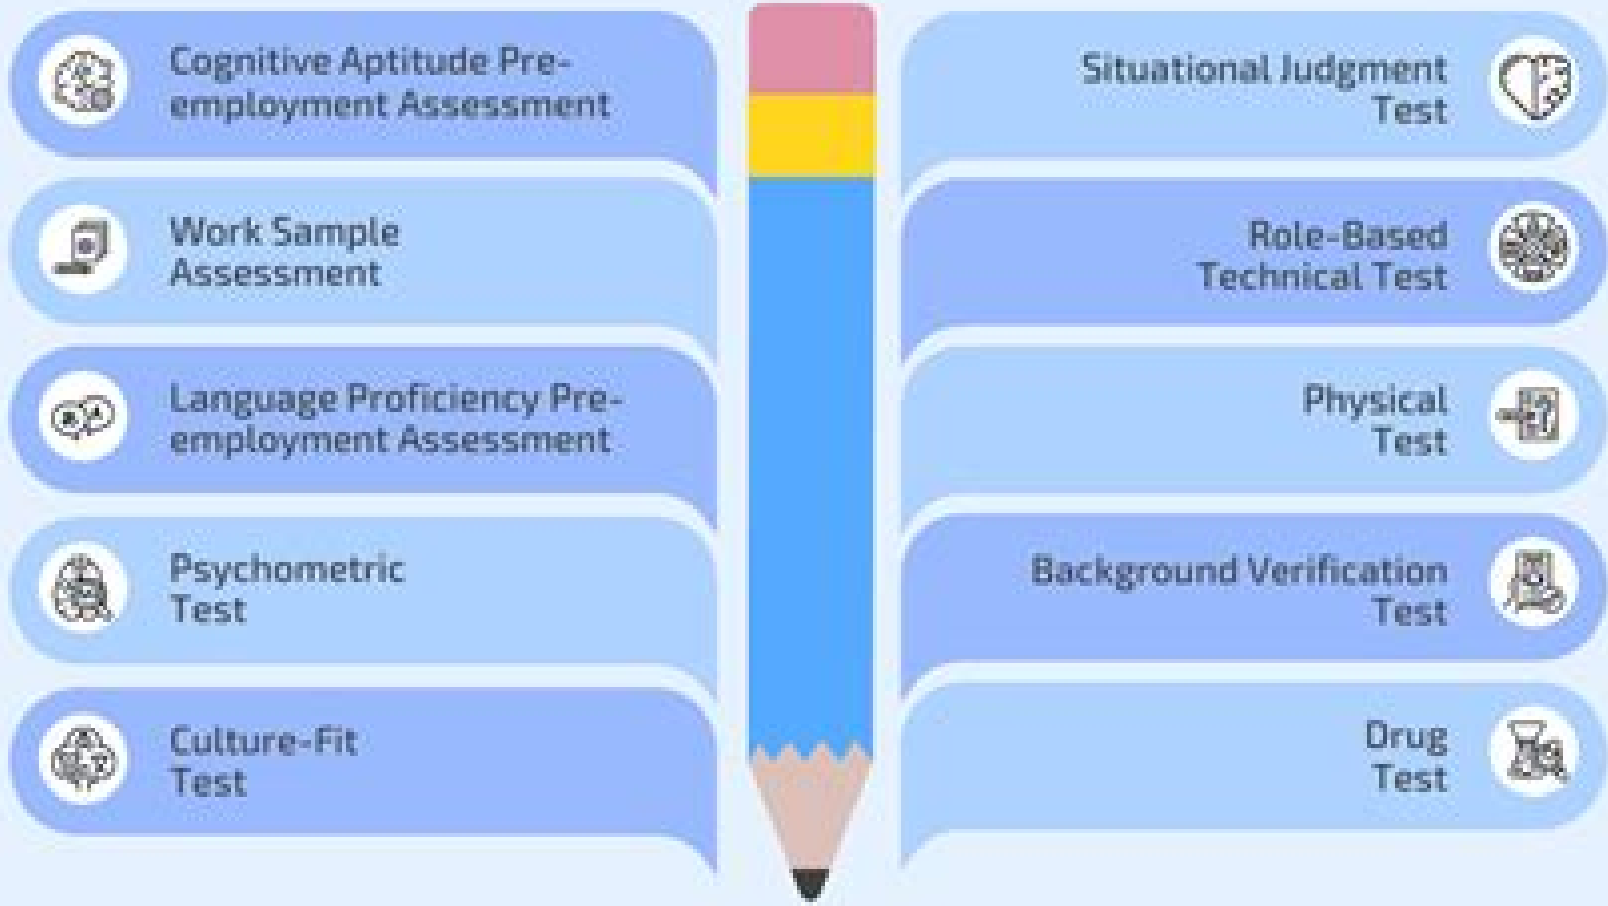 Cognitive Aptitude Pre-
employment Assessment
Work Sample
Assessment
Language Proficiency Pre-
employment Assessment
Psychometric
Test
Culture-Fit
Test
Situational Judgment
Test
Role-Based
Technical Test
Physical
Test
Background Verification
Test
Drug
Test